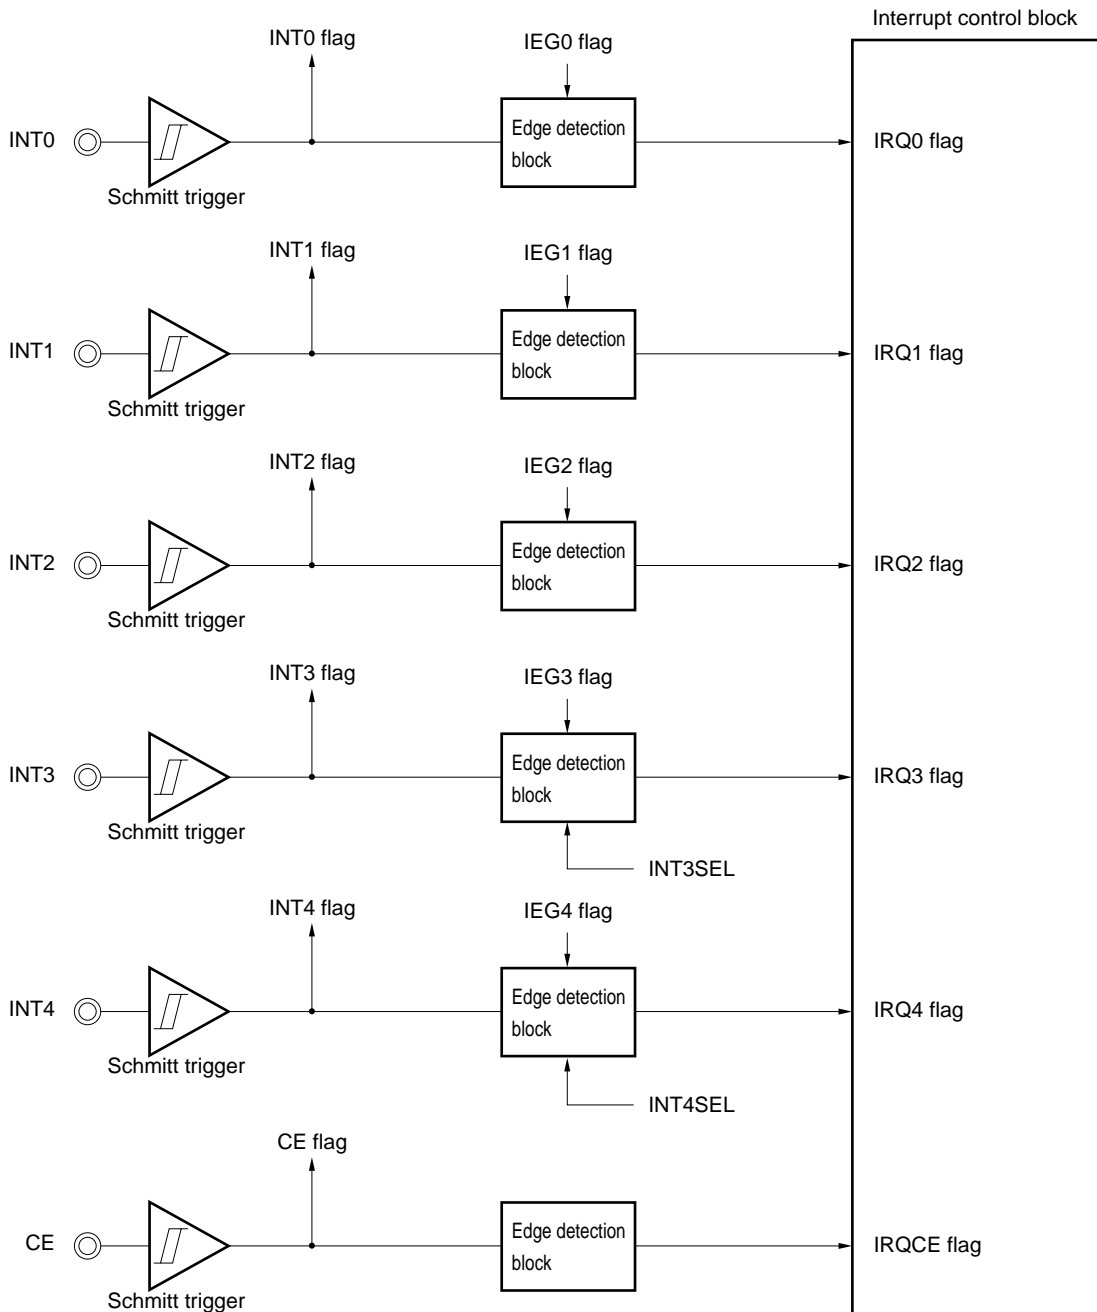 Interrupt control block
INT0 flag
IEG0 flag
INT0
Edge detection
block
IRQ0 flag
Schmitt trigger
INT1 flag
IEG1 flag
INT1
Edge detection
block
IRQ1 flag
Schmitt trigger
INT2 flag
IEG2 flag
INT2
Edge detection
block
IRQ2 flag
Schmitt trigger
INT3 flag
IEG3 flag
INT3
Edge detection
block
IRQ3 flag
Schmitt trigger
INT3SEL
INT4 flag
IEG4 flag
INT4
Edge detection
block
IRQ4 flag
Schmitt trigger
INT4SEL
CE flag
CE
Edge detection
block
IRQCE flag
Schmitt trigger